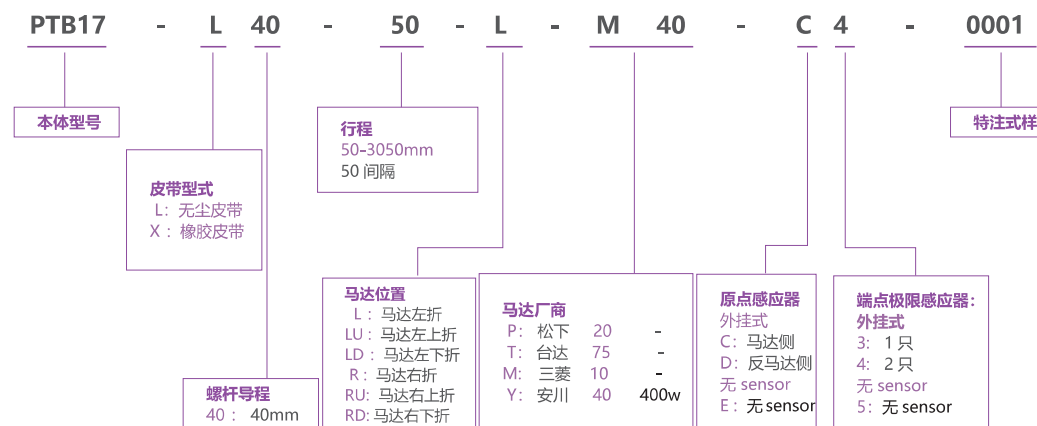 PTB17 - L 40 - 50 - L - M 40 - C 4 - 0001
本体型号
行程
50-3050mm
50 间隔
特注式样
皮带型式
L: 无尘皮带
X : 橡胶皮带
螺杆导程
40 : 40mm
马达位置
L : 马达左折
LU : 马达左上折
LD : 马达左下折
R : 马达右折
RU: 马达右上折
RD: 马达右下折
马达厂商
P: 松下 20 -
T: 台达 75 -
M: 三菱 10 -
Y: 安川 40 400w
原点感应器
外挂式
C: 马达侧
D: 反马达侧
无 sensor
E : 无 sensor
端点极限感应器:
外挂式
3: 1 只
4: 2 只
无 sensor
5: 无 sensor